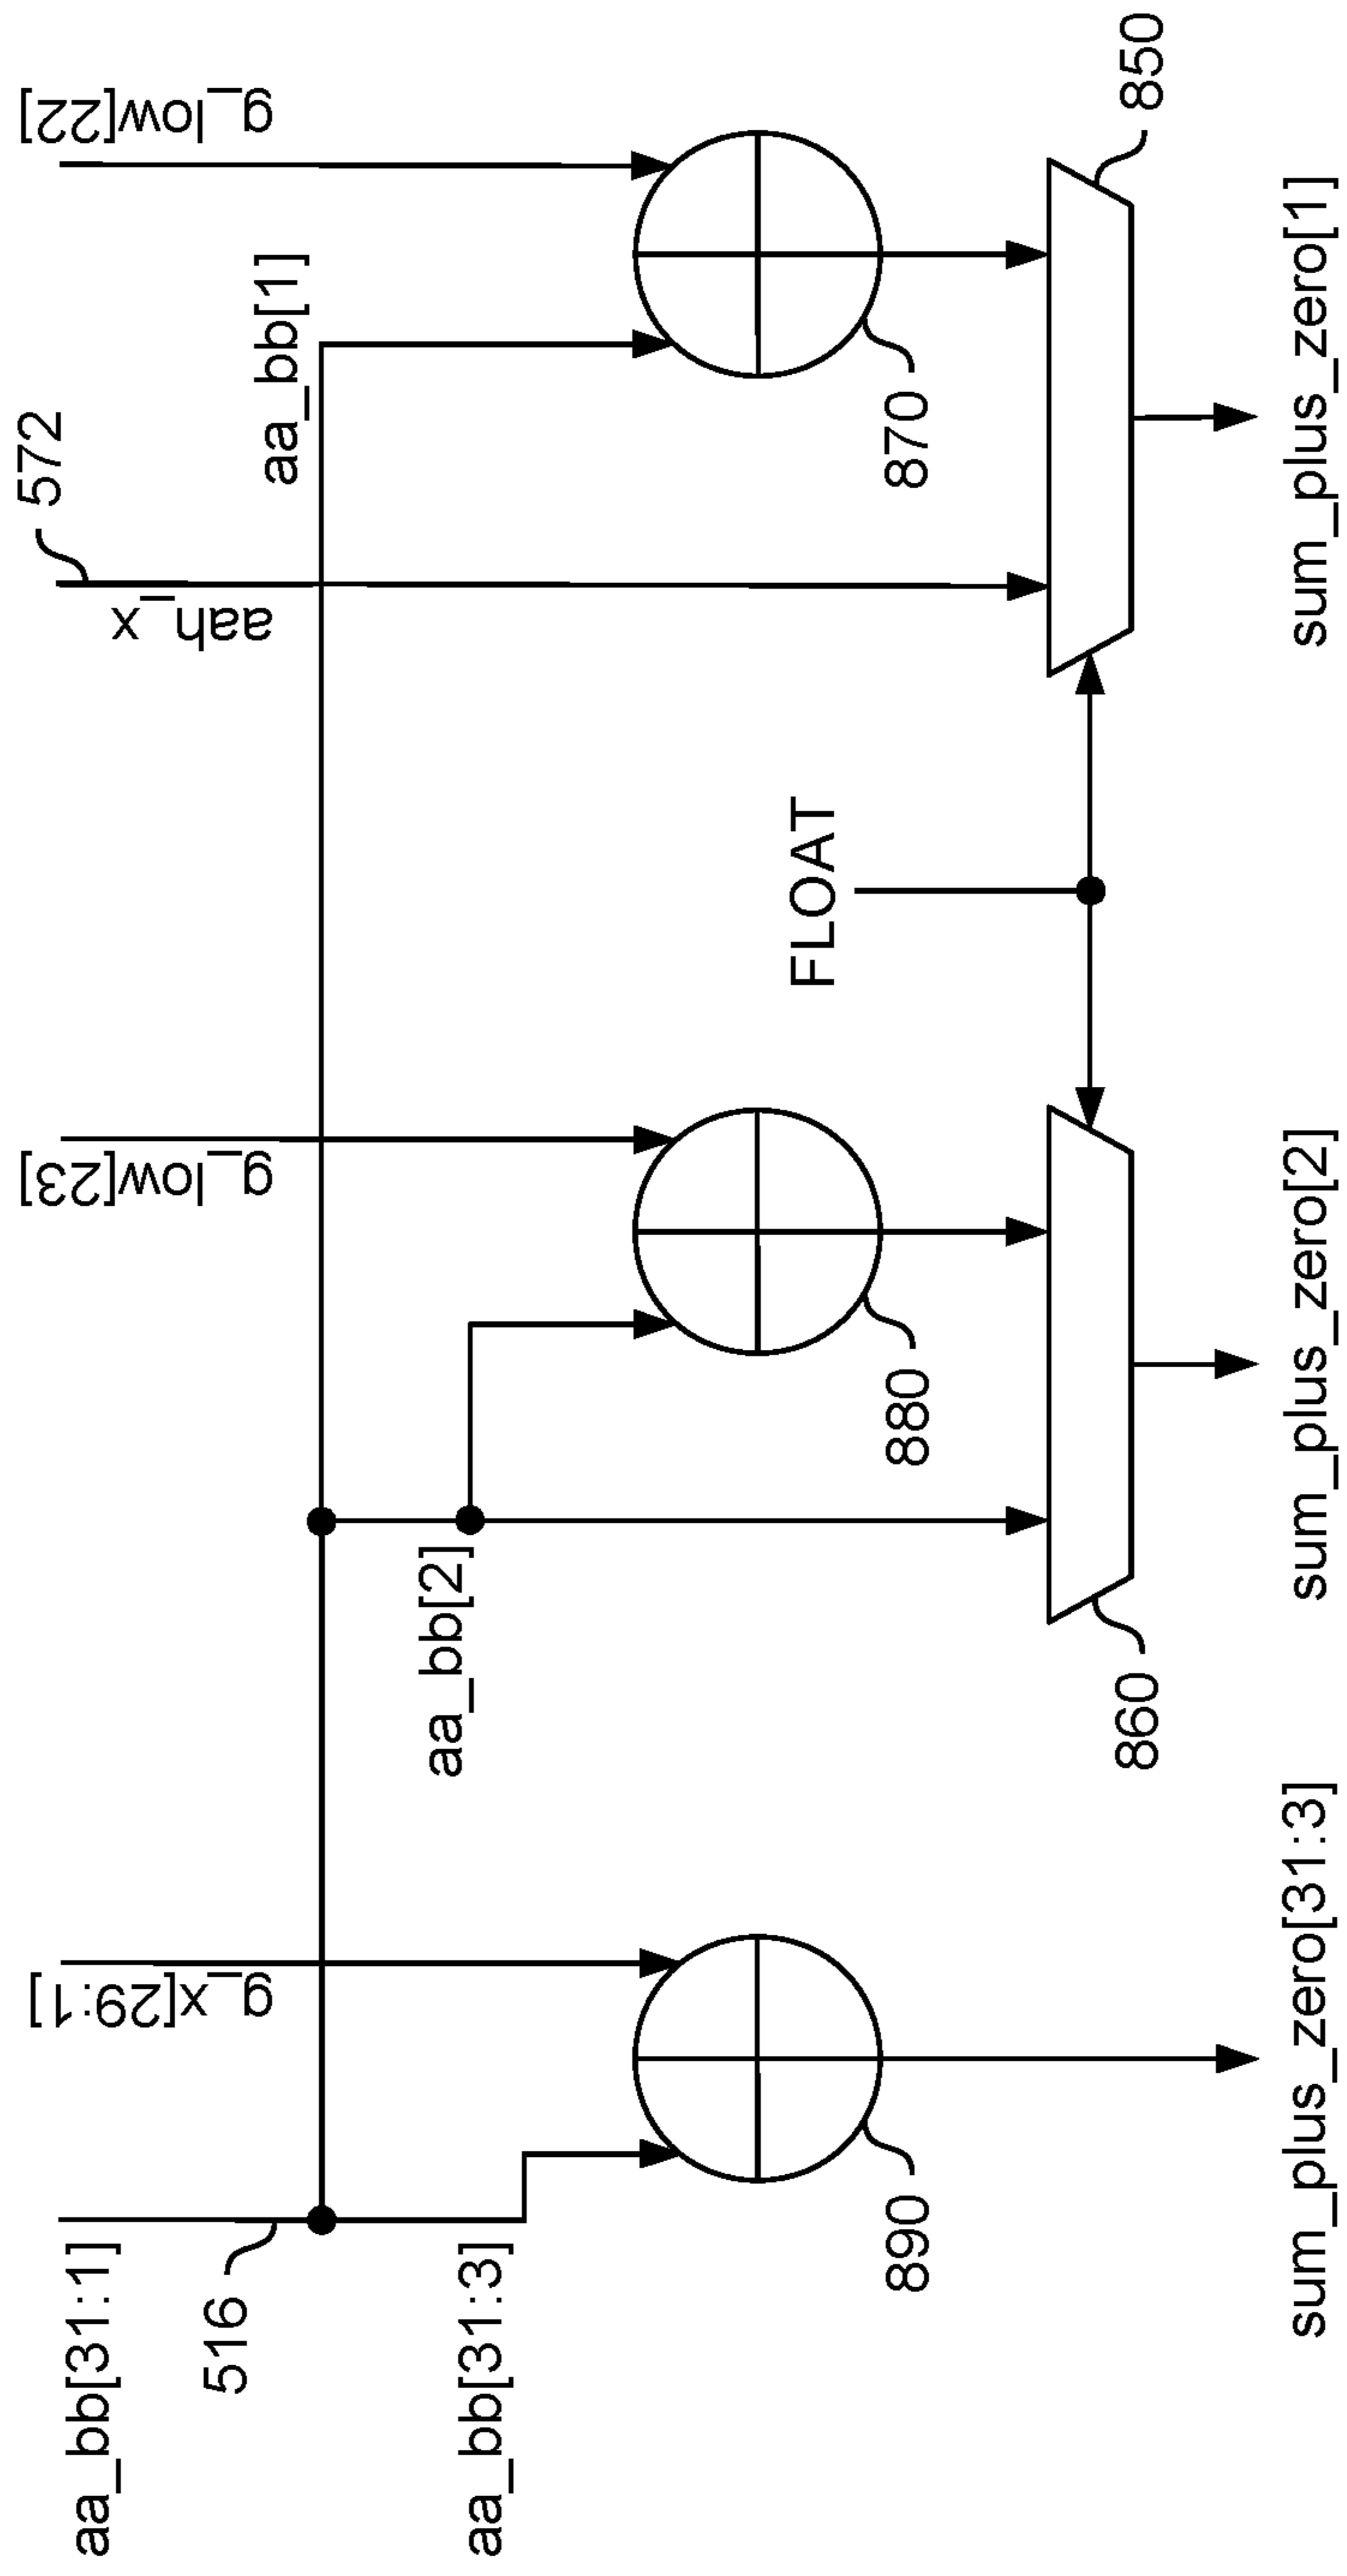 aa_bb[31:1]
516
aa_bb[31:3]
g_x[29:1]
890
sum_plus_zero[31:3]
aa_bb[2]
g_low[23]
880
860
sum_plus_zero[2]
FLOAT
572
aah_x
aa_bb[1]
g_low[22]
870
850
sum_plus_zero[1]